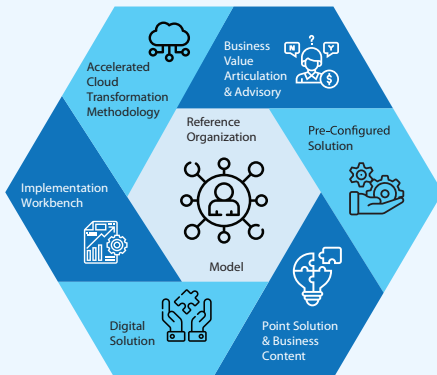 Accelerated
Cloud
Transformation
Methodology
Business
Value
Articulation
& Advisory
N
?
Y
$
Reference
Organization
Model
Pre-Configured
Solution
Implementation
Workbench
Digital
Solution
Point Solution
& Business
Content